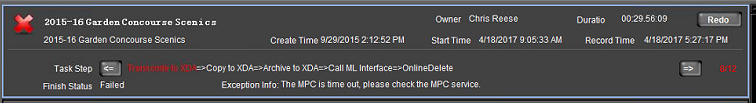 2015-16 Garden Concourse Scenics Owner Chris Reese Duratio 00:29:56:09 Redo
2015-16 Garden Concourse Scenics Create Time 9/29/2015 2:12:52 PM Start Time 4/18/2017 9:05:33 AM Record Time 4/18/2017 5:27:17 PM
Task Step <= Transcode to XDA=>Copy to XDA=>Archive to XDA=>Call ML Interface=>OnlineDelete => 6/12
Finish Status Failed Exception Info: The MPC is time out, please check the MPC service.